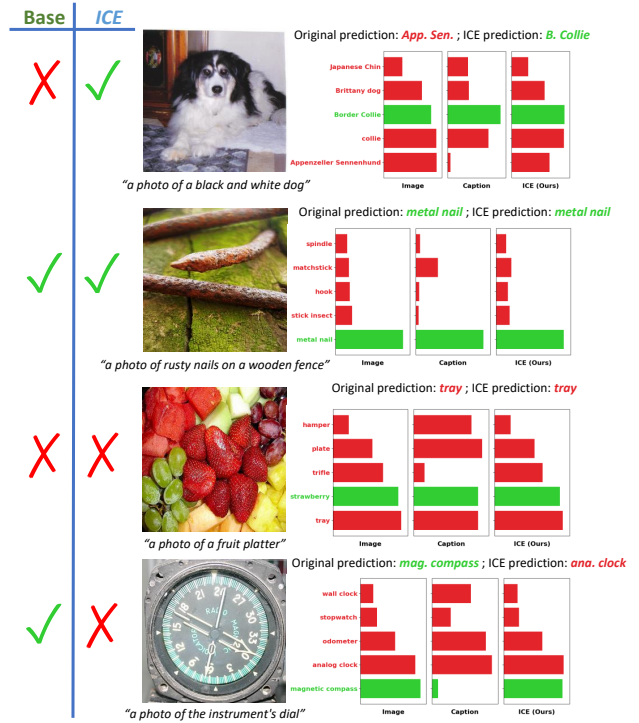 Base
ICE
Original prediction: App. Sen. ; ICE prediction: B. Collie
Japanese Chin
Brittany dog
Border Collie
collie
Appenzeller Sennenhund
Image
Caption
ICE (Ours)
“a photo of a black and white dog”
Original prediction: metal nail ; ICE prediction: metal nail
spindle
matchstick
hook
stick insect
metal nail
Image
Caption
ICE (Ours)
“a photo of rusty nails on a wooden fence”
Original prediction: tray ; ICE prediction: tray
hamper
plate
trifle
strawberry
tray
Image
Caption
ICE (Ours)
“a photo of a fruit platter”
Original prediction: mag. compass ; ICE prediction: ana. clock
wall clock
stopwatch
odometer
analog clock
magnetic compass
Image
Caption
ICE (Ours)
24
RADIO
“a photo of the instrument's dial”